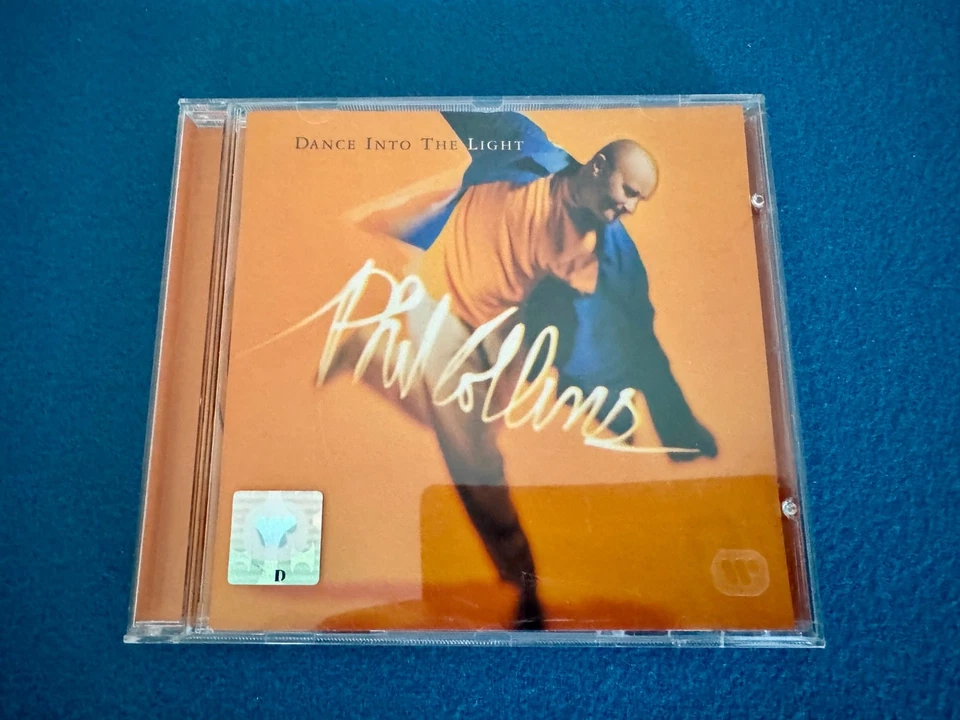 Dance Into The Light
Phil Collins
D